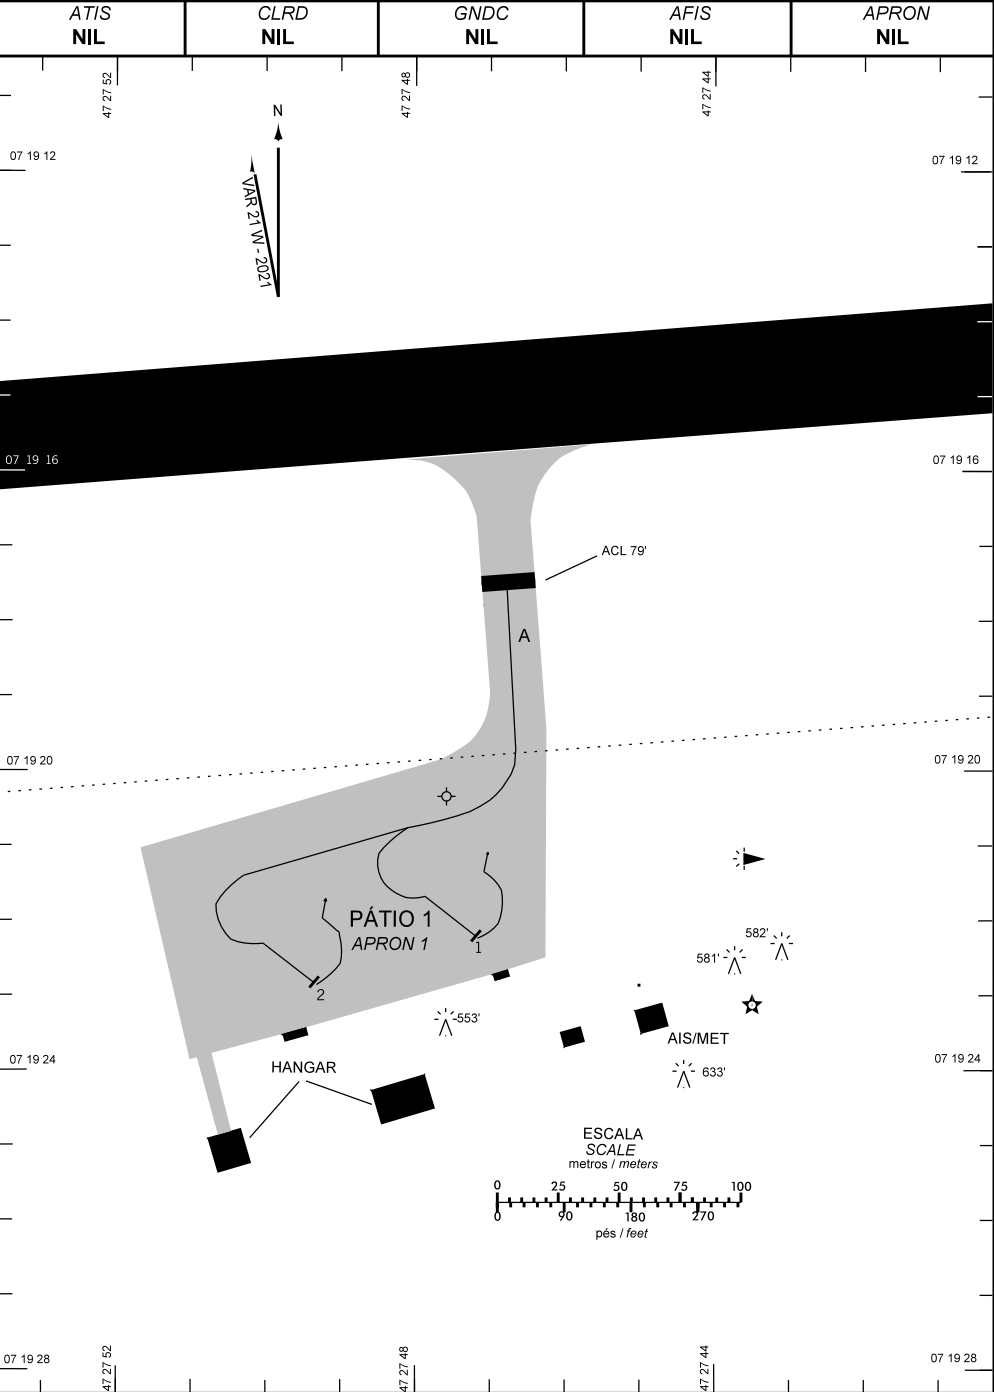 ATIS CLRD GNDC AFIS APRON
NIL NIL NIL NIL NIL
47 27 52 47 27 48 47 27 44
N
07 19 12 07 19 12
VAR 21 W - 2021
07 19 16 07 19 16
ACL 79'
A
07 19 20 07 19 20
PÁTIO 1
APRON 1
1
2
582'
581'
553'
AIS/MET
07 19 24 07 19 24
HANGAR
633'
ESCALA
SCALE
metros / meters
0 25 50 75 100
0 90 180 270
pés / feet
07 19 28 07 19 28
47 27 52 47 27 48 47 27 44